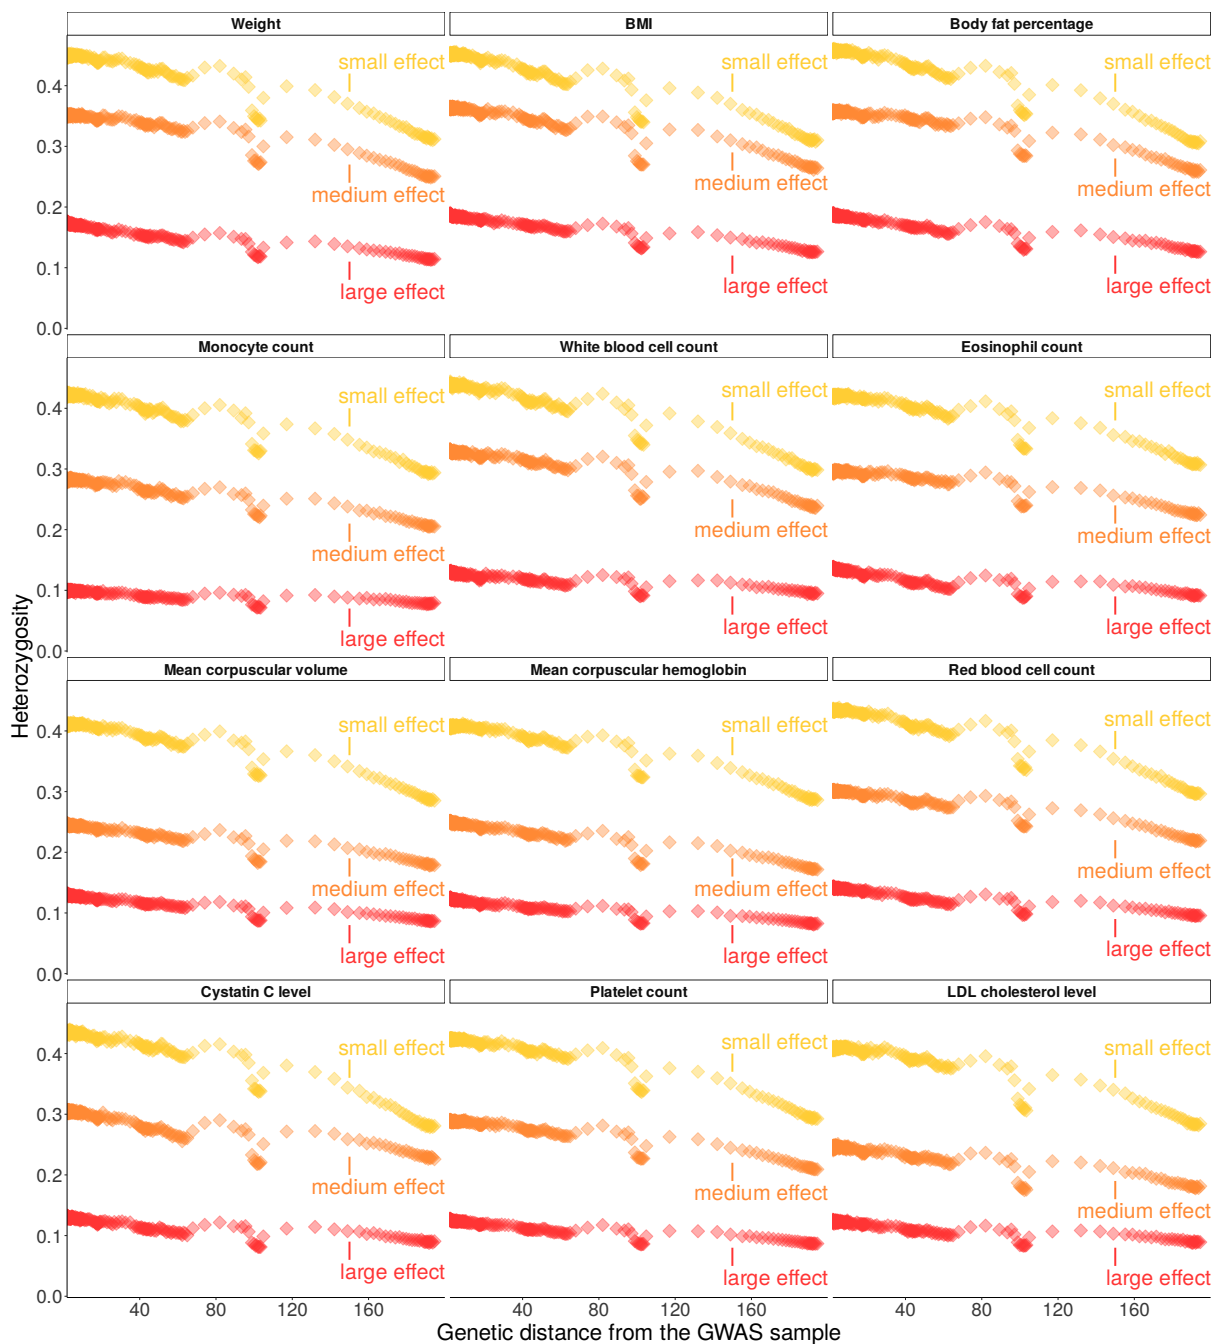 Weight
BMI
Body fat percentage
0.4
0.3
0.2
0.1
0.0
small effect
medium effect
large effect
small effect
medium effect
large effect
small effect
medium effect
large effect
Monocyte count
White blood cell count
Eosinophil count
0.4
0.3
0.2
0.1
0.0
small effect
medium effect
large effect
small effect
medium effect
large effect
small effect
medium effect
large effect
Heterozygosity
Mean corpuscular volume
Mean corpuscular hemoglobin
Red blood cell count
0.4
0.3
0.2
0.1
0.0
small effect
medium effect
large effect
small effect
medium effect
large effect
small effect
medium effect
large effect
Cystatin C level
Platelet count
LDL cholesterol level
0.4
0.3
0.2
0.1
0.0
small effect
medium effect
large effect
small effect
medium effect
large effect
small effect
medium effect
large effect
40 80 120 160
40 80 120 160
40 80 120 160
Genetic distance from the GWAS sample